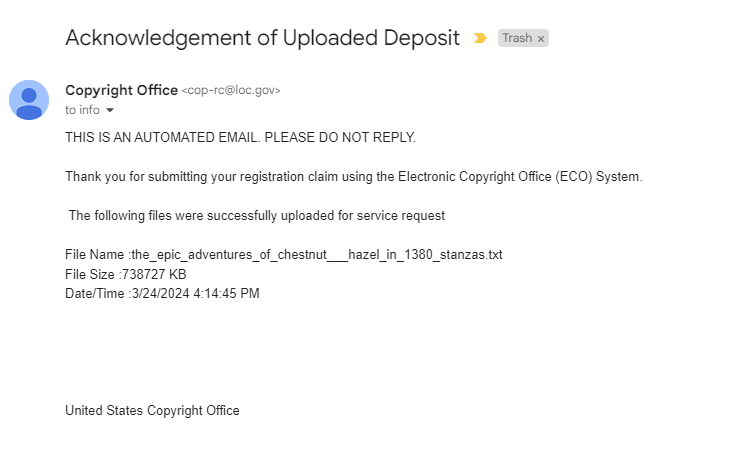 Acknowledgement of Uploaded Deposit Trash ×
Copyright Office <cop-rc@loc.gov>
to info
THIS IS AN AUTOMATED EMAIL. PLEASE DO NOT REPLY.
Thank you for submitting your registration claim using the Electronic Copyright Office (ECO) System.
The following files were successfully uploaded for service request
File Name :the_epic_adventures_of_chestnut___hazel_in_1380_stanzas.txt
File Size :738727 KB
Date/Time :3/24/2024 4:14:45 PM
United States Copyright Office